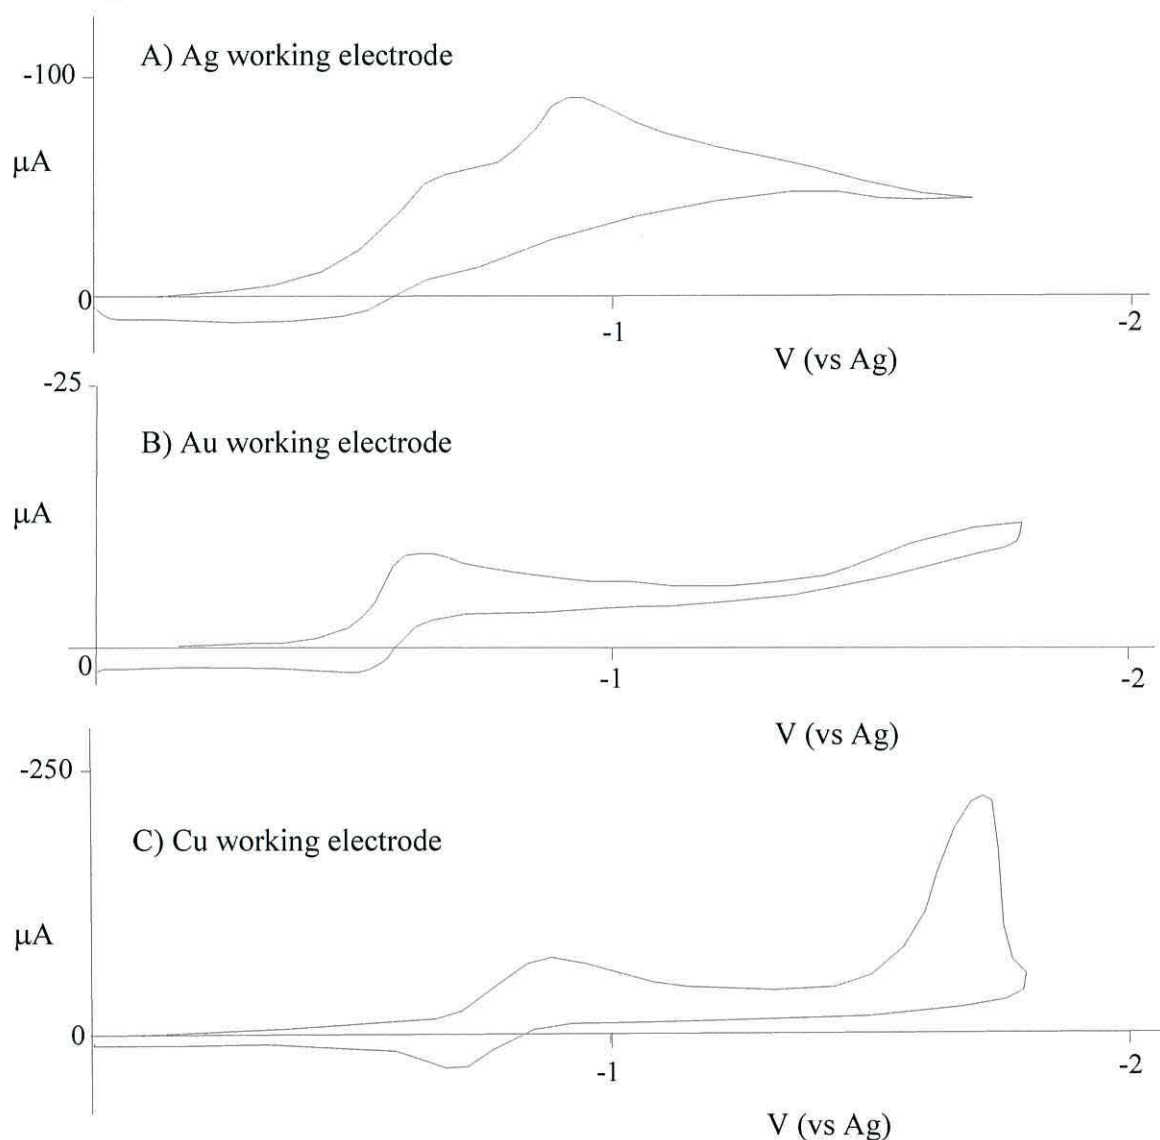 A) Ag working electrode
-100
μA
0
-1
-2
V (vs Ag)
-25
B) Au working electrode
μA
0
-1
-2
V (vs Ag)
-250
C) Cu working electrode
μA
0
-1
-2
V (vs Ag)